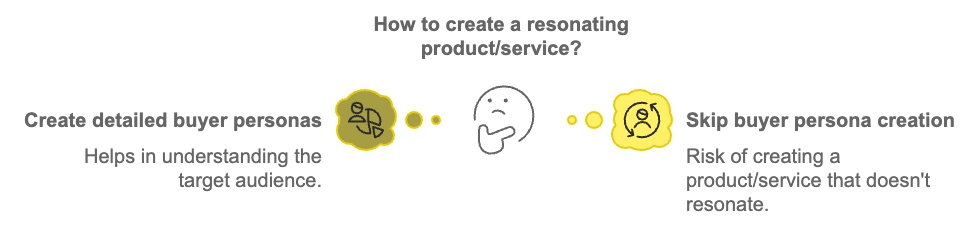 How to create a resonating
product/service?
Create detailed buyer personas
Helps in understanding the
target audience.
Skip buyer persona creation
Risk of creating a
product/service that doesn't
resonate.